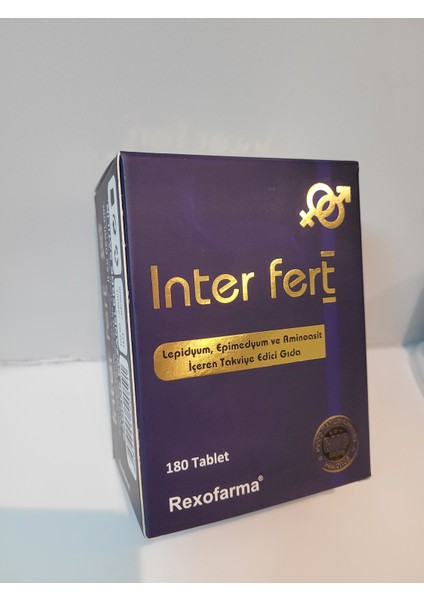 Inter fert
Lepidyum, Epimedyum ve Aminoasit
İçeren Takviye Edici Gıda
180 Tablet
Rexofarma®